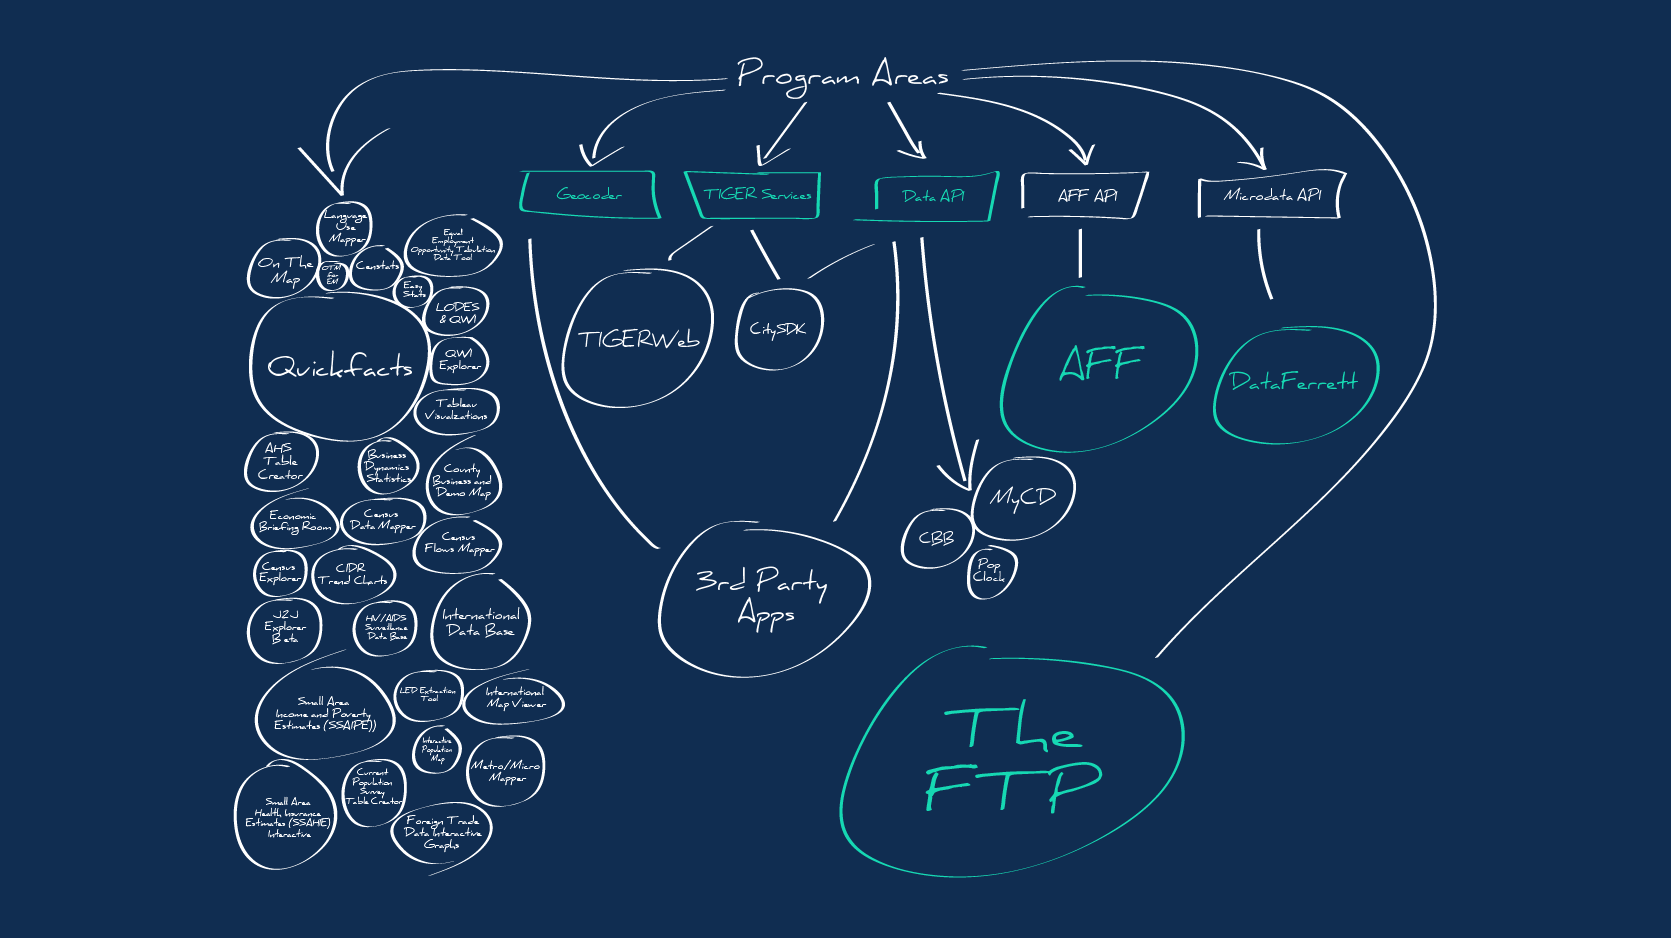 Program Areas
Geocoder
TIGER Services
Data API
AFF API
Microdata API
Language
Use
Mapper
Equal
Employment
Opportunity Tabulation
Data Tool
On The
Map
OTM
For
EM
Censtats
Easy
Stats
LODES
& QWI
Quickfacts
QWI
Explorer
Tableau
Visualzations
TIGERWeb
CitySDK
AFF
DataFerrett
AHS
Table
Creator
Business
Dynamics
Statistics
County
Business and
Demo Map
Economic
Briefing Room
Census
Data Mapper
Census
Flows Mapper
MyCD
CBB
Pop
Clock
Census
Explorer
CIDR
Trend Charts
3rd Party
Apps
J2J
Explorer
Beta
HIV/AIDS
Surveillance
Data Base
International
Data Base
Small Area
Income and Poverty
Estimates (SSAIPE))
LED Extraction
Tool
International
Map Viewer
Interactive
Population
Map
Metro/Micro
Mapper
The
FTP
Small Area
Health Insurance
Estimates (SSAHIE)
Interactive
Current
Population
Survey
Table Creator
Foreign Trade
Data Interactive
Graphs